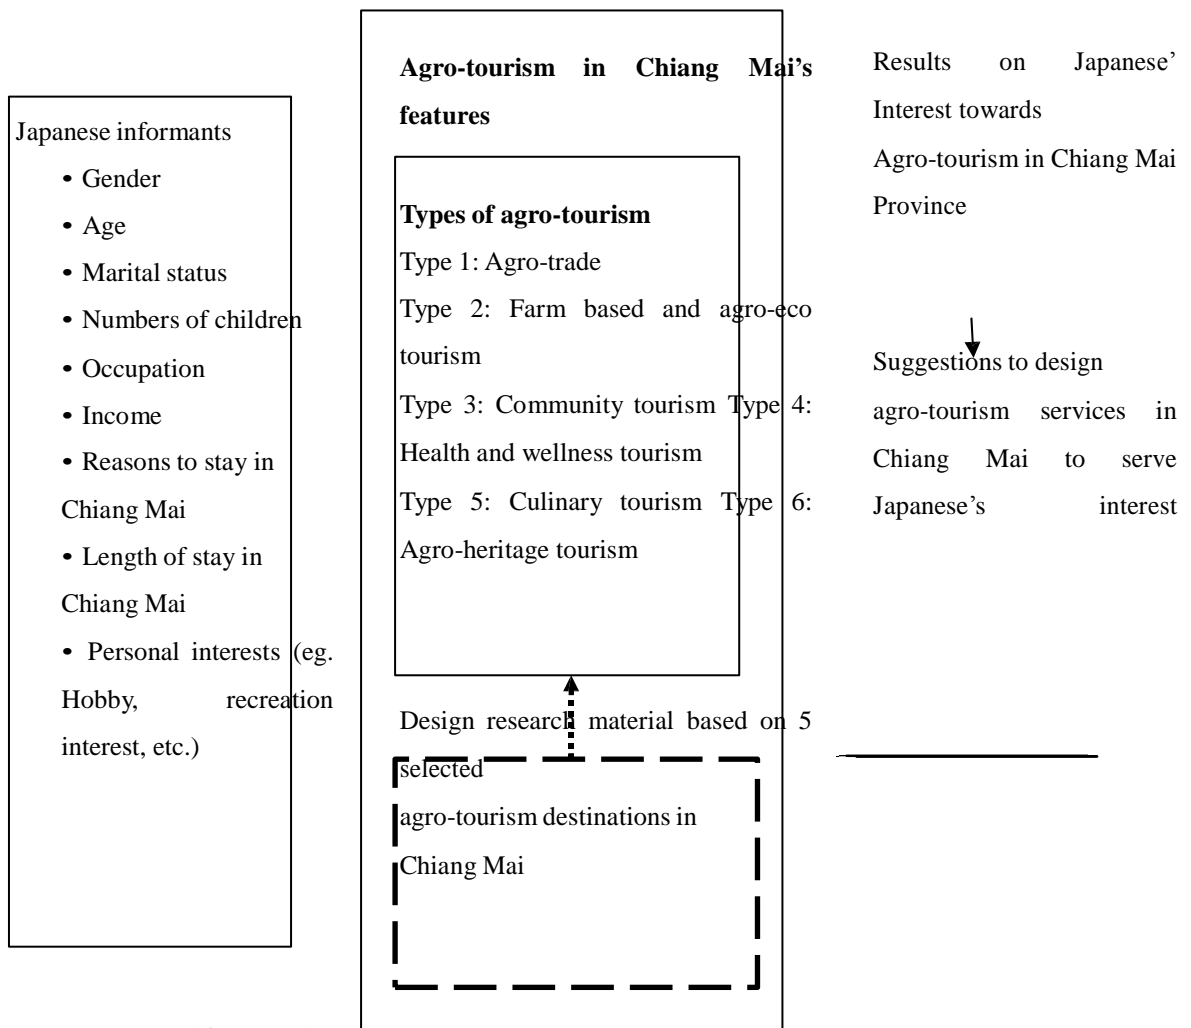 Japanese informants
• Gender
• Age
• Marital status
• Numbers of children
• Occupation
• Income
• Reasons to stay in
Chiang Mai
• Length of stay in
Chiang Mai
• Personal interests (eg.
Hobby, recreation
interest, etc.)
Agro-tourism in Chiang Mai’s
features
Types of agro-tourism
Type 1: Agro-trade
Type 2: Farm based and agro-eco
tourism
Type 3: Community tourism Type 4:
Health and wellness tourism
Type 5: Culinary tourism Type 6:
Agro-heritage tourism
Design research material based on 5
selected
agro-tourism destinations in
Chiang Mai
Results on Japanese’
Interest towards
Agro-tourism in Chiang Mai
Province
Suggestions to design
agro-tourism services in
Chiang Mai to serve
Japanese’s interest